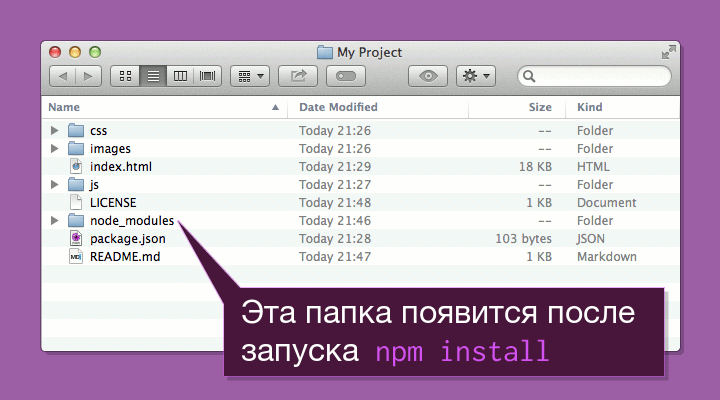 My Project
Name Date Modified Size Kind
css Today 21:26 -- Folder
images Today 21:26 -- Folder
index.html Today 21:29 18 KB HTML
js Today 21:27 -- Folder
LICENSE Today 21:48 1 KB Document
node_modules Today 21:46 -- Folder
package.json Today 21:28 103 bytes JSON
README.md Today 21:47 1 KB Markdown
Эта папка появится после
запуска npm install